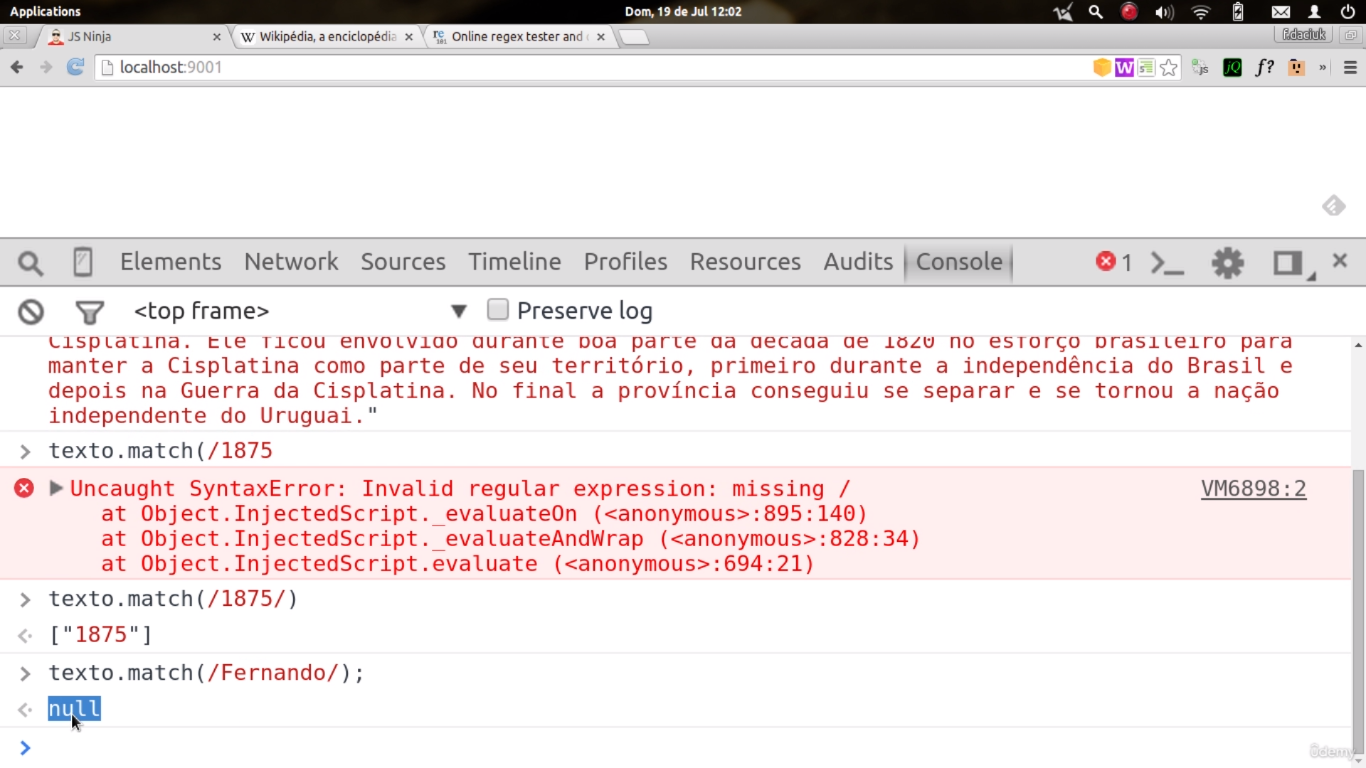 Applications
Dom, 19 de Jul 12:02
JS Ninja
Wikipédia, a enciclopédia
Online regex tester and
f.daciuk
localhost:9001
jQ f? »
Elements Network Sources Timeline Profiles Resources Audits Console 1
<top frame> Preserve log
Cisplatina. Ele ficou envolvido durante boa parte da década de 1820 no esforço brasileiro para
manter a Cisplatina como parte de seu território, primeiro durante a independência do Brasil e
depois na Guerra da Cisplatina. No final a província conseguiu se separar e se tornou a nação
independente do Uruguai."
> texto.match(/1875
Uncaught SyntaxError: Invalid regular expression: missing / VM6898:2
at Object.InjectedScript._evaluateOn (<anonymous>:895:140)
at Object.InjectedScript._evaluateAndWrap (<anonymous>:828:34)
at Object.InjectedScript.evaluate (<anonymous>:694:21)
> texto.match(/1875/)
["1875"]
> texto.match(/Fernando/);
null
>
ûdemy